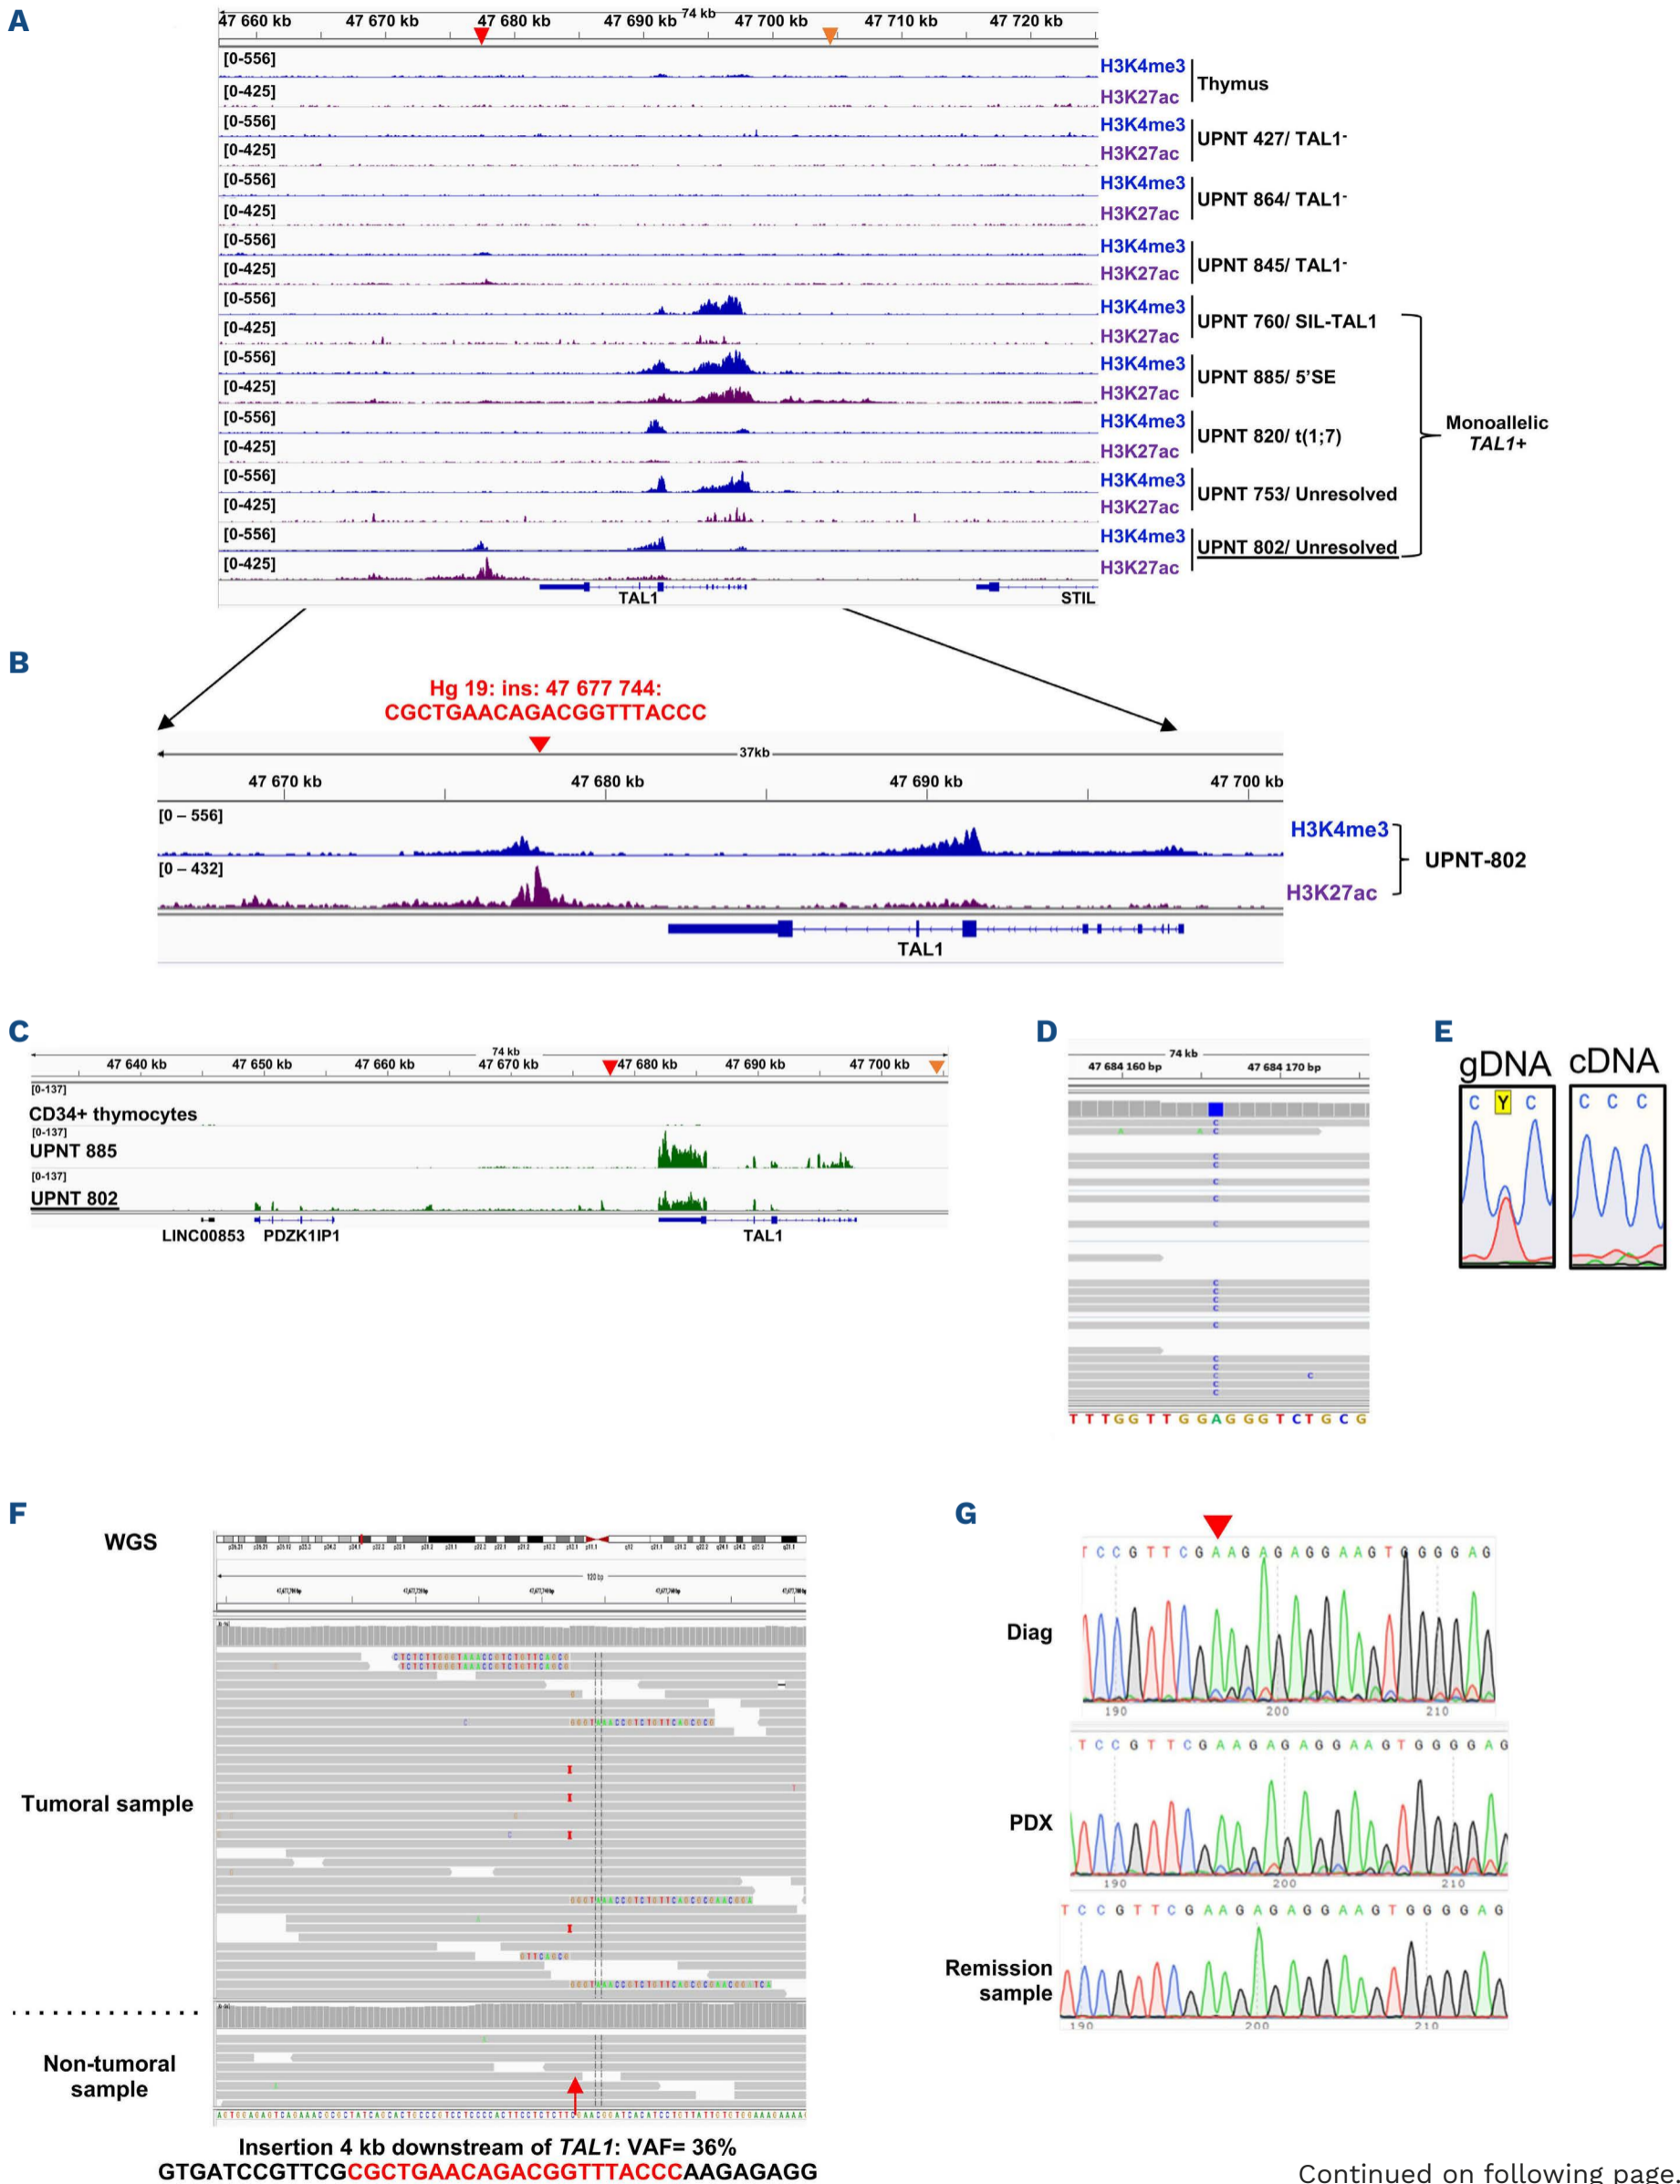 A
47 660 kb 47 670 kb 47 680 kb 47 690 kb 74 kb 47 700 kb 47 710 kb 47 720 kb
[0-556] H3K4me3
[0-425] H3K27ac
Thymus
[0-556] H3K4me3
[0-425] H3K27ac
UPNT 427/ TAL1-
[0-556] H3K4me3
[0-425] H3K27ac
UPNT 864/ TAL1-
[0-556] H3K4me3
[0-425] H3K27ac
UPNT 845/ TAL1-
[0-556] H3K4me3
[0-425] H3K27ac
UPNT 760/ SIL-TAL1
[0-556] H3K4me3
[0-425] H3K27ac
UPNT 885/ 5'SE
[0-556] H3K4me3
[0-425] H3K27ac
UPNT 820/ t(1;7)
[0-556] H3K4me3
[0-425] H3K27ac
UPNT 753/ Unresolved
[0-556] H3K4me3
[0-425] H3K27ac
UPNT 802/ Unresolved
Monoallelic
TAL1+
TAL1 STIL
B
Hg 19: ins: 47 677 744:
CGCTGAACAGACGGTTTACCC
37kb
47 670 kb 47 680 kb 47 690 kb 47 700 kb
[0 – 556] H3K4me3
[0 – 432] H3K27ac
UPNT-802
TAL1
C
74 kb
47 640 kb 47 650 kb 47 660 kb 47 670 kb 47 680 kb 47 690 kb 47 700 kb
[0-137]
CD34+ thymocytes
[0-137]
UPNT 885
[0-137]
UPNT 802
LINC00853 PDZK1IP1 TAL1
D
74 kb
47 684 160 bp 47 684 170 bp
C
A A C
C
C
C
C
C
C
C
C
C
C
C
C
C C
C
C
T T T G G T T G G A G G G T C T G C G
E
gDNA cDNA
C Y C C C C
F
WGS
120 bp
Tumoral sample
Non-tumoral
sample
Insertion 4 kb downstream of TAL1: VAF= 36%
GTGATCCGTTCGCGCTGAACAGACGGTTTACCCAAGAGAGG
G
T C C G T T C G A A G A G A G G A A G T G G G G A G
Diag
190 200 210
T C C G T T C G A A G A G A G G A A G T G G G G A G
PDX
190 200 210
T C C G T T C G A A G A G A G G A A G T G G G G A G
Remission
sample
190 200 210
Continued on following page.